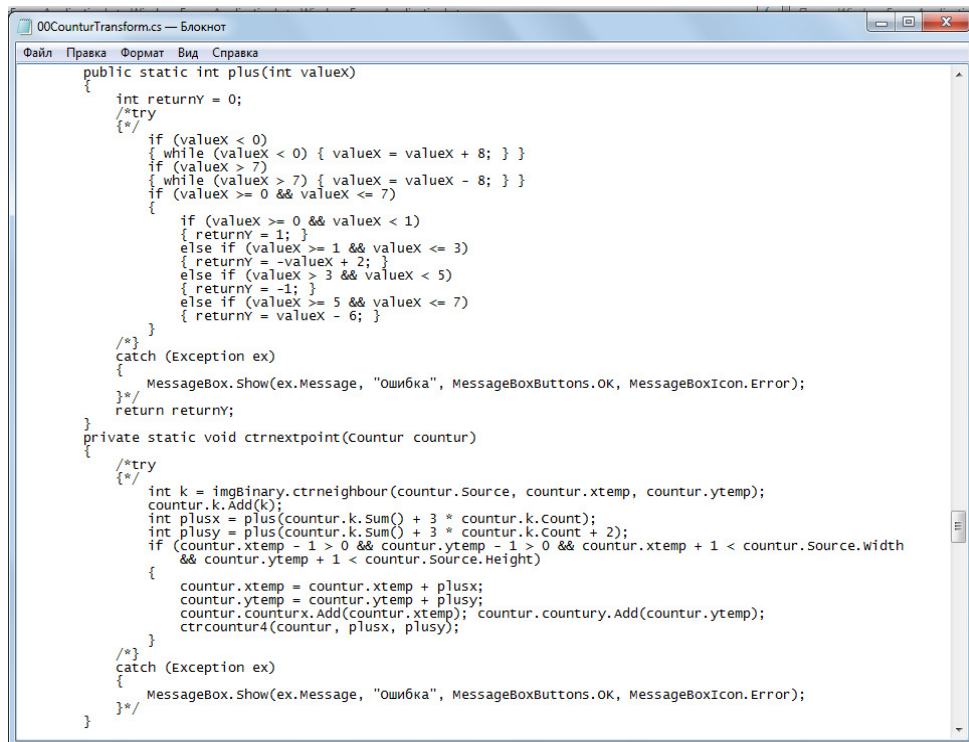 00CounturTransform.cs — Блокнот
Файл Правка Формат Вид Справка
public static int plus(int valueX)
{
int returnY = 0;
/*try
{*/
if (valueX < 0)
{ while (valueX < 0) { valueX = valueX + 8; } }
if (valueX > 7)
{ while (valueX > 7) { valueX = valueX - 8; } }
if (valueX >= 0 && valueX <= 7)
{
if (valueX >= 0 && valueX < 1)
{ returnY = 1; }
else if (valueX >= 1 && valueX <= 3)
{ returnY = -valueX + 2; }
else if (valueX > 3 && valueX < 5)
{ returnY = -1; }
else if (valueX >= 5 && valueX <= 7)
{ returnY = valueX - 6; }
}
/*}
catch (Exception ex)
{
MessageBox.Show(ex.Message, "Ошибка", MessageBoxButtons.OK, MessageBoxIcon.Error);
}*/
return returnY;
}
private static void ctrnextpoint(Countur countur)
{
/*try
{*/
int k = imgBinary.ctrneighbour(countur.Source, countur.xtemp, countur.ytemp);
countur.k.Add(k);
int plusx = plus(countur.k.Sum() + 3 * countur.k.Count);
int plusy = plus(countur.k.Sum() + 3 * countur.k.Count + 2);
if (countur.xtemp - 1 > 0 && countur.ytemp - 1 > 0 && countur.xtemp + 1 < countur.Source.Width
&& countur.ytemp + 1 < countur.Source.Height)
{
countur.xtemp = countur.xtemp + plusx;
countur.ytemp = countur.ytemp + plusy;
countur.counturx.Add(countur.xtemp); countur.countury.Add(countur.ytemp);
ctrcountur4(countur, plusx, plusy);
}
/*}
catch (Exception ex)
{
MessageBox.Show(ex.Message, "Ошибка", MessageBoxButtons.OK, MessageBoxIcon.Error);
}*/
}